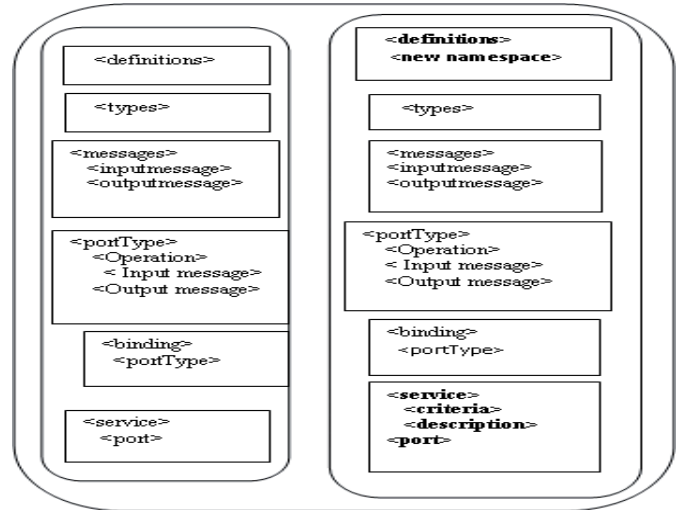 <definitions>
<types>
<messages>
<inputmessage>
<outputmessage>
<portType>
<Operation>
< Input message>
<Output message>
<binding>
<portType>
<service>
<port>
<definitions>
<new namespace>
<types>
<messages>
<inputmessage>
<outputmessage>
<portType>
<Operation>
< Input message>
<Output message>
<binding>
<portType>
<service>
<criteria>
<description>
<port>